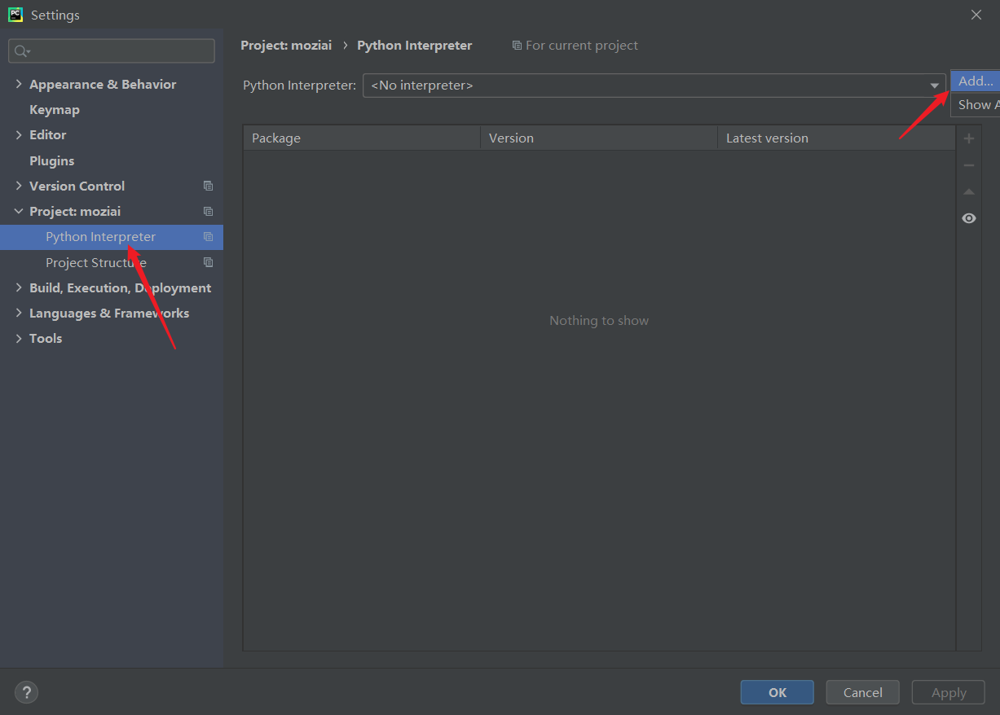 PC Settings
Project: moziai › Python Interpreter For current project
Python Interpreter: <No interpreter> Add...
Show A
Appearance & Behavior
Keymap
Editor
Plugins
Version Control
Project: moziai
Python Interpreter
Project Structure
Build, Execution, Deployment
Languages & Frameworks
Tools
Package Version Latest version
Nothing to show
? OK Cancel Apply